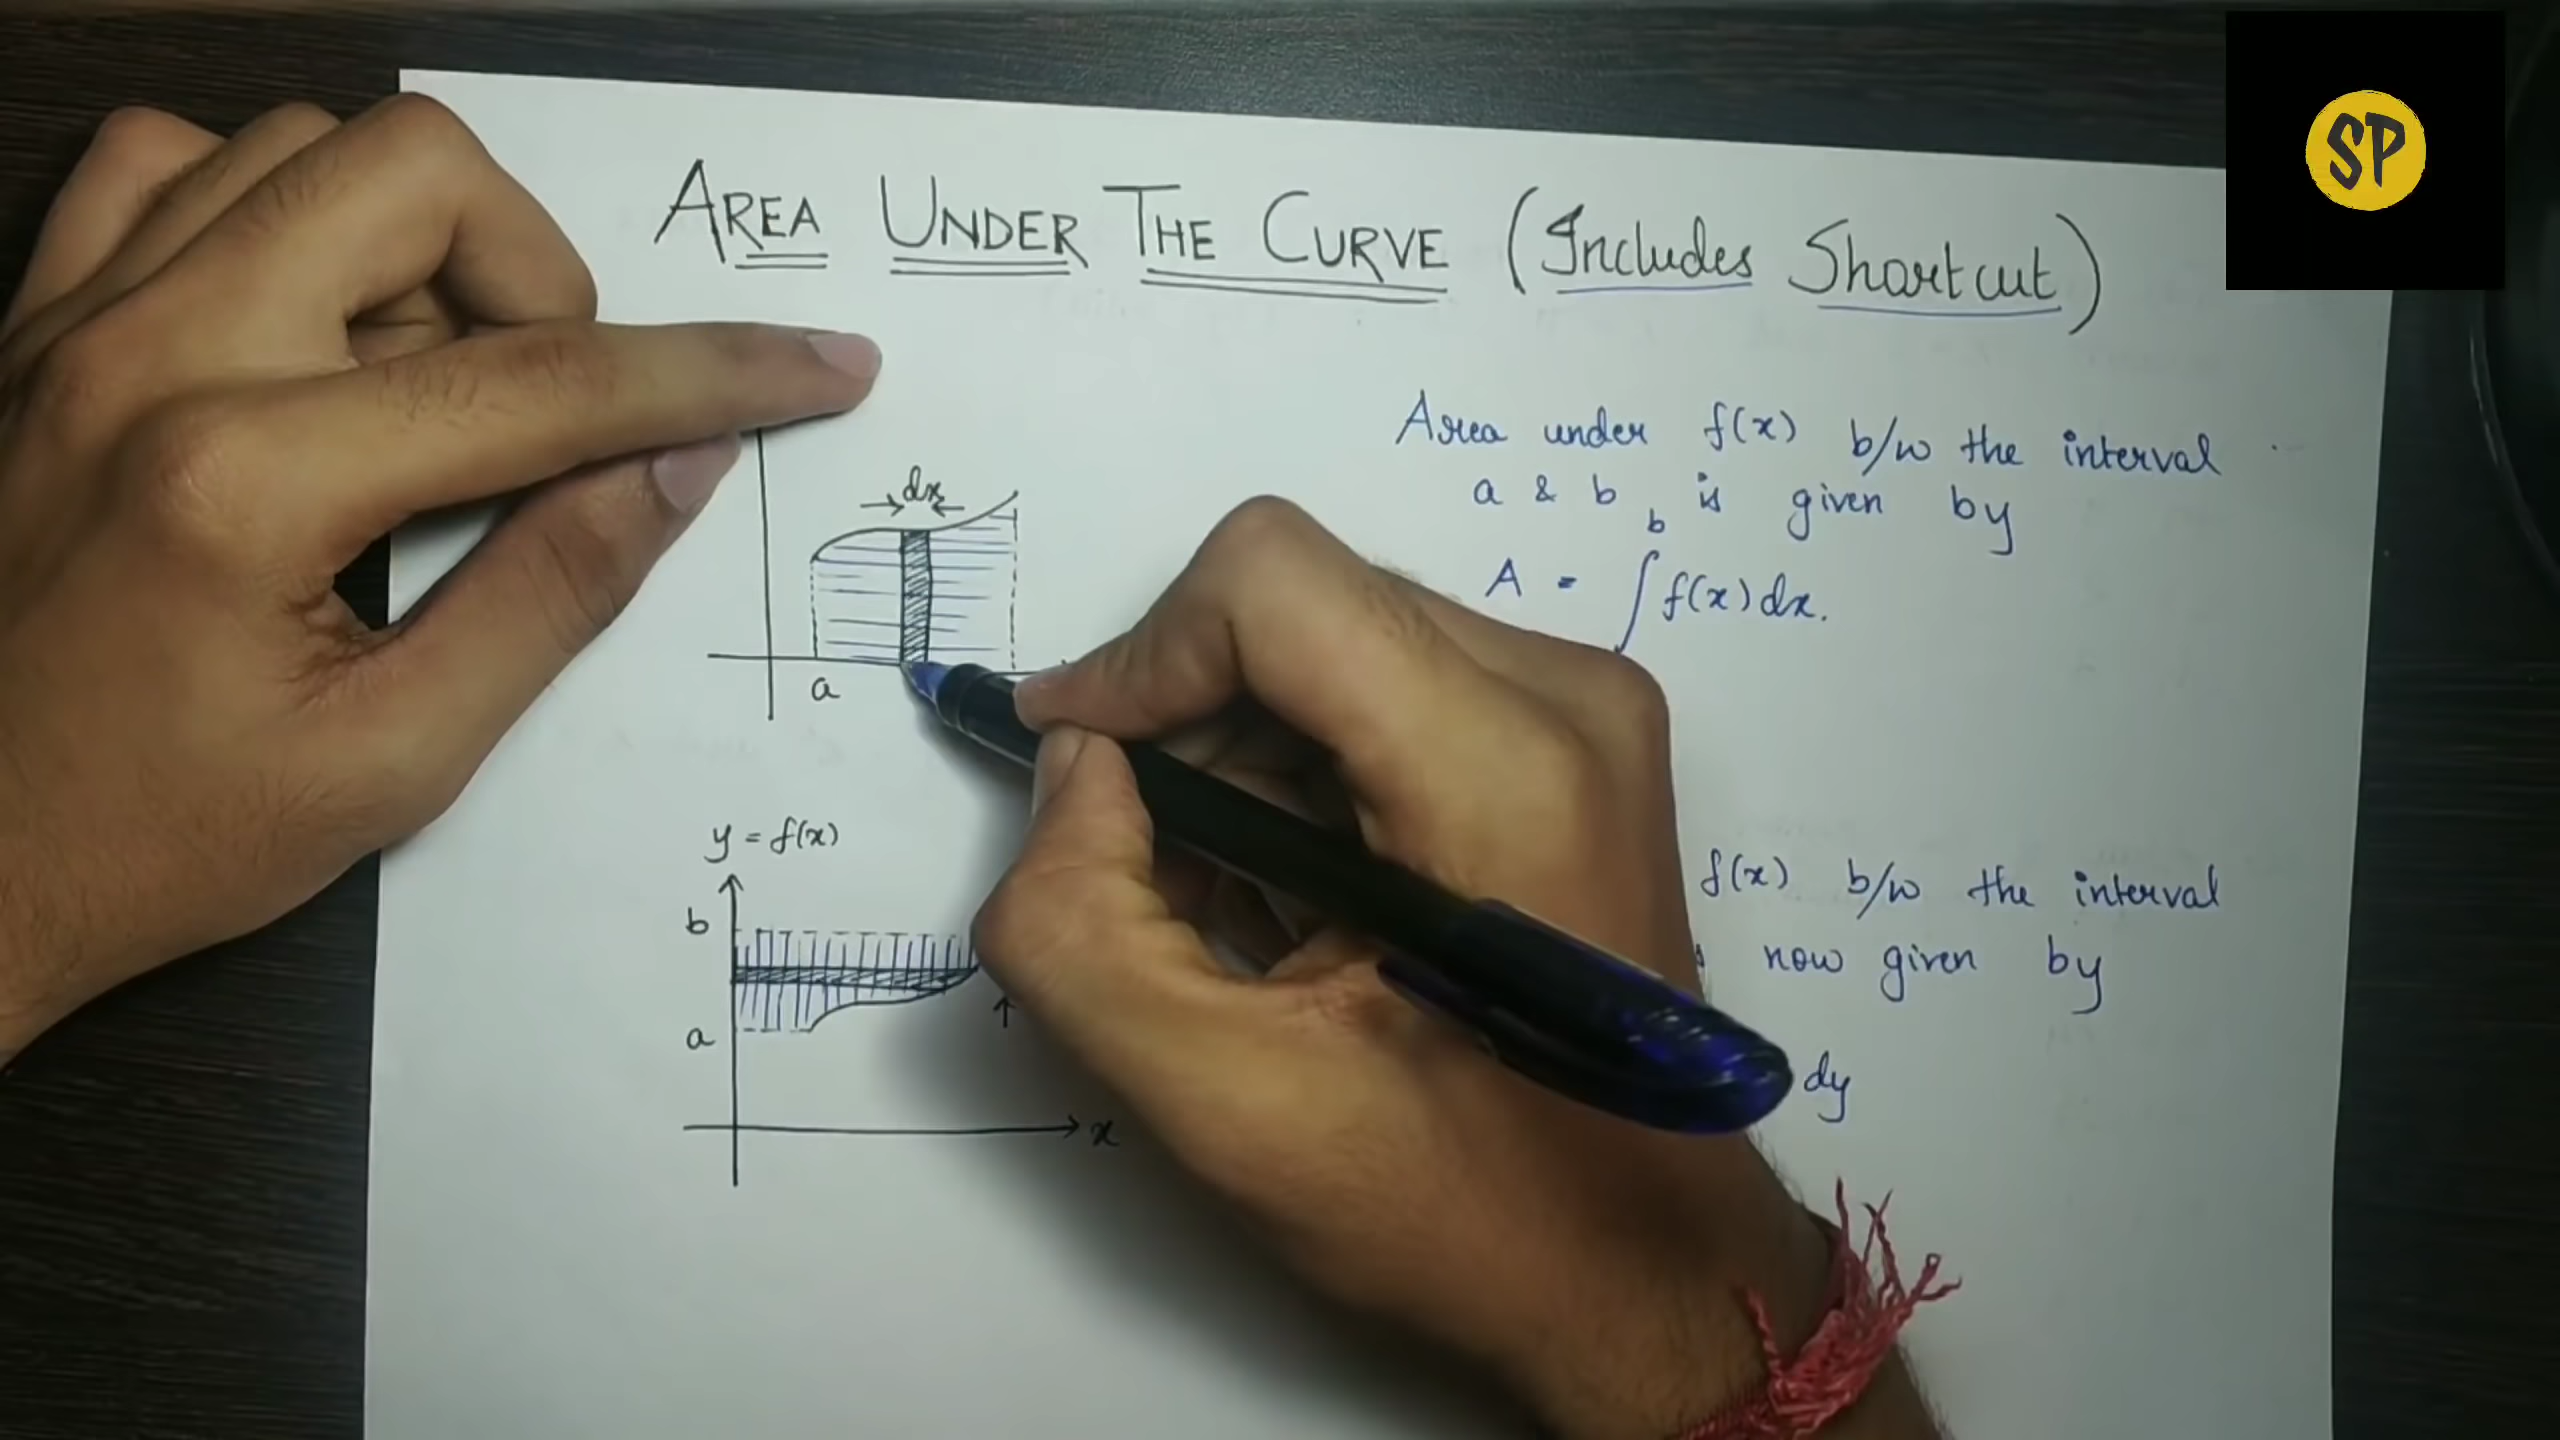 AREA UNDER THE CURVE (Includes Shortcut)
SP
Area under f(x) b/w the interval
a & b is given by
b
A = ∫ f(x) dx.
dx
a
y = f(x)
b
a
x
f(x) b/w the interval
now given by
dy